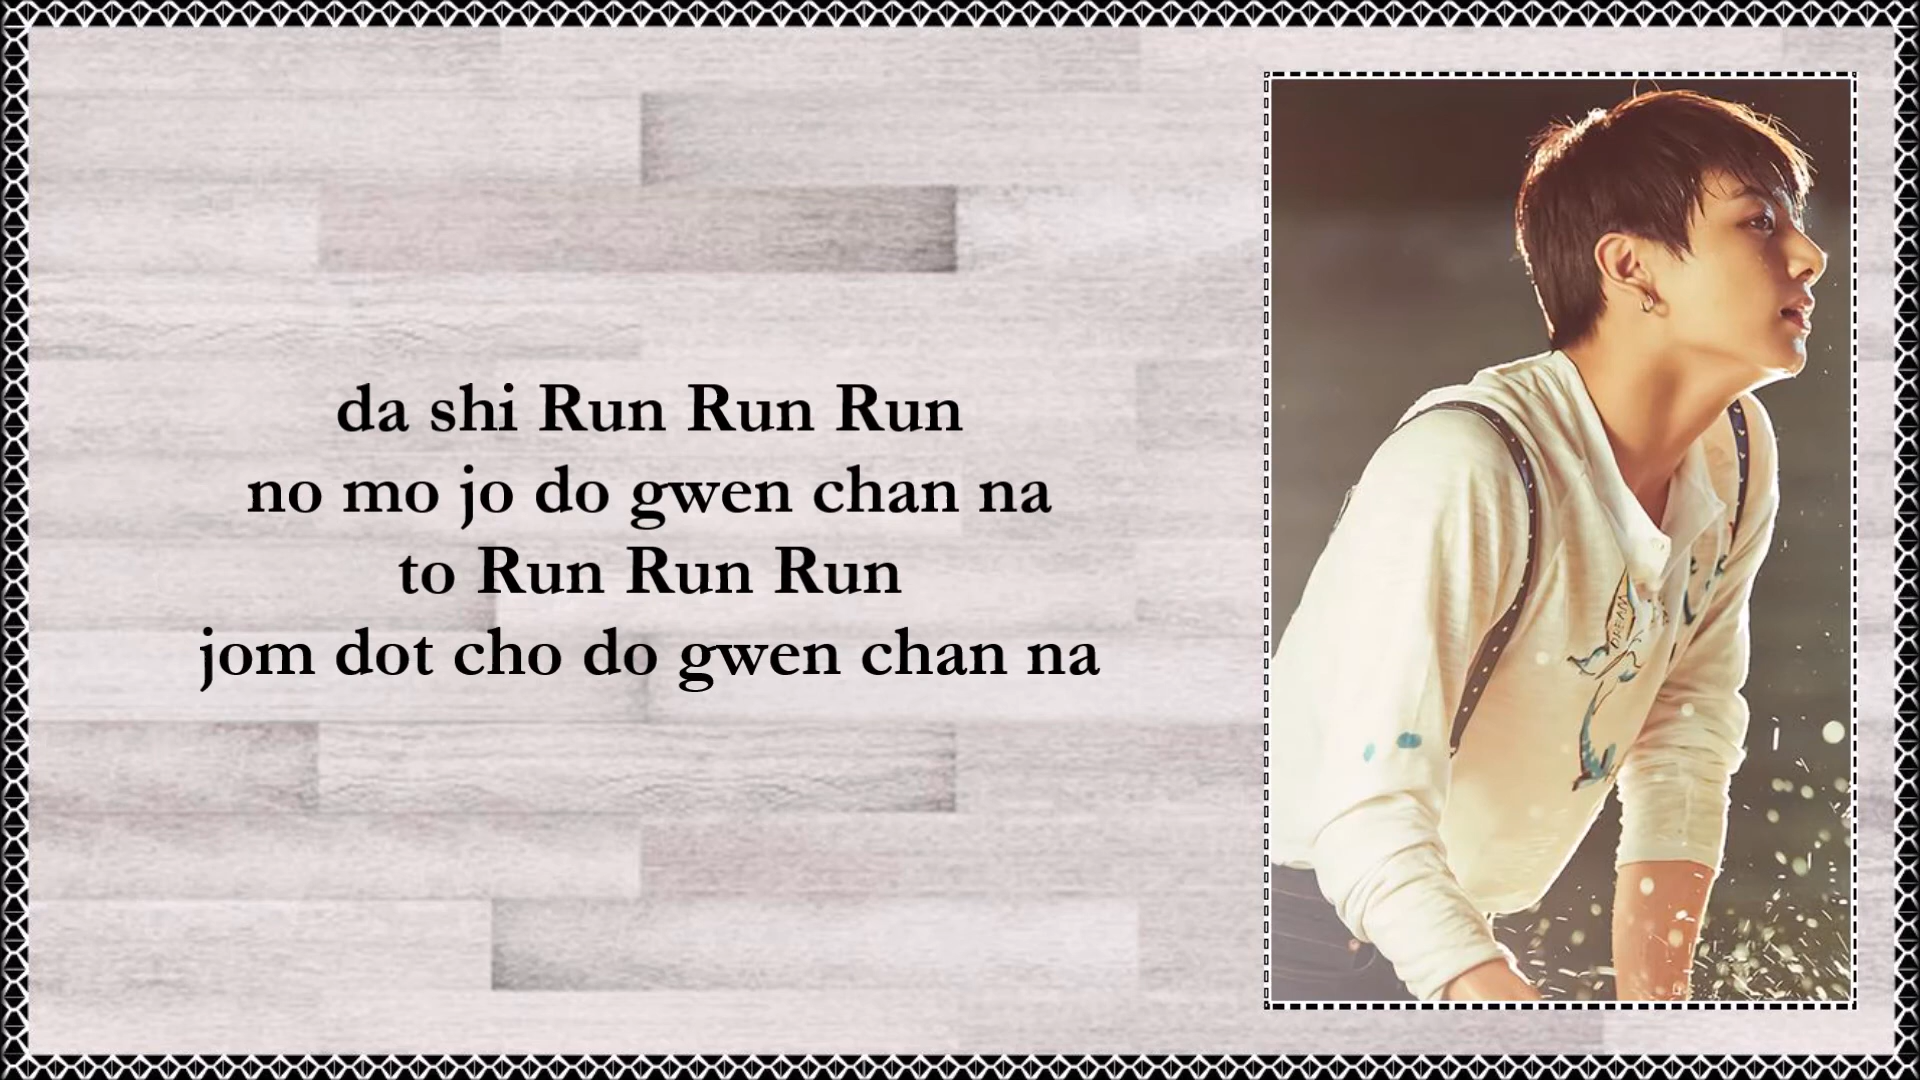 da shi Run Run Run
no mo jo do gwen chan na
to Run Run Run
jom dot cho do gwen chan na
DREAM